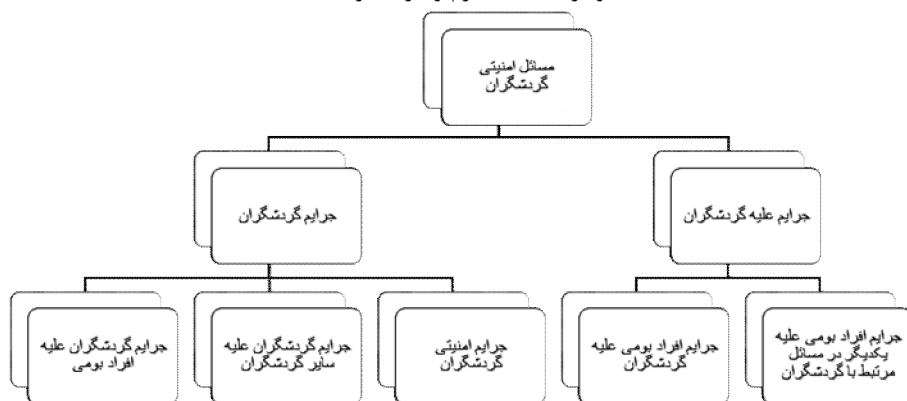 مسائل امنیتی
گردشگران
جرایم علیه گردشگران
جرایم گردشگران
جرایم افراد بومی علیه
یکدیگر در مسائل
مرتبط با گردشگران
جرایم افراد بومی علیه
گردشگران
جرایم امنیتی
گردشگران
جرایم گردشگران علیه
سایر گردشگران
جرایم گردشگران علیه
افراد بومی